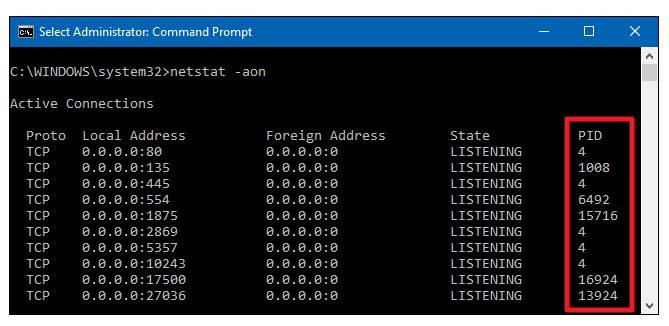 Select Administrator: Command Prompt
C:\WINDOWS\system32>netstat -aon
Active Connections
Proto Local Address Foreign Address State PID
TCP 0.0.0.0:80 0.0.0.0:0 LISTENING 4
TCP 0.0.0.0:135 0.0.0.0:0 LISTENING 1008
TCP 0.0.0.0:445 0.0.0.0:0 LISTENING 4
TCP 0.0.0.0:554 0.0.0.0:0 LISTENING 6492
TCP 0.0.0.0:1875 0.0.0.0:0 LISTENING 15716
TCP 0.0.0.0:2869 0.0.0.0:0 LISTENING 4
TCP 0.0.0.0:5357 0.0.0.0:0 LISTENING 4
TCP 0.0.0.0:10243 0.0.0.0:0 LISTENING 4
TCP 0.0.0.0:17500 0.0.0.0:0 LISTENING 16924
TCP 0.0.0.0:27036 0.0.0.0:0 LISTENING 13924